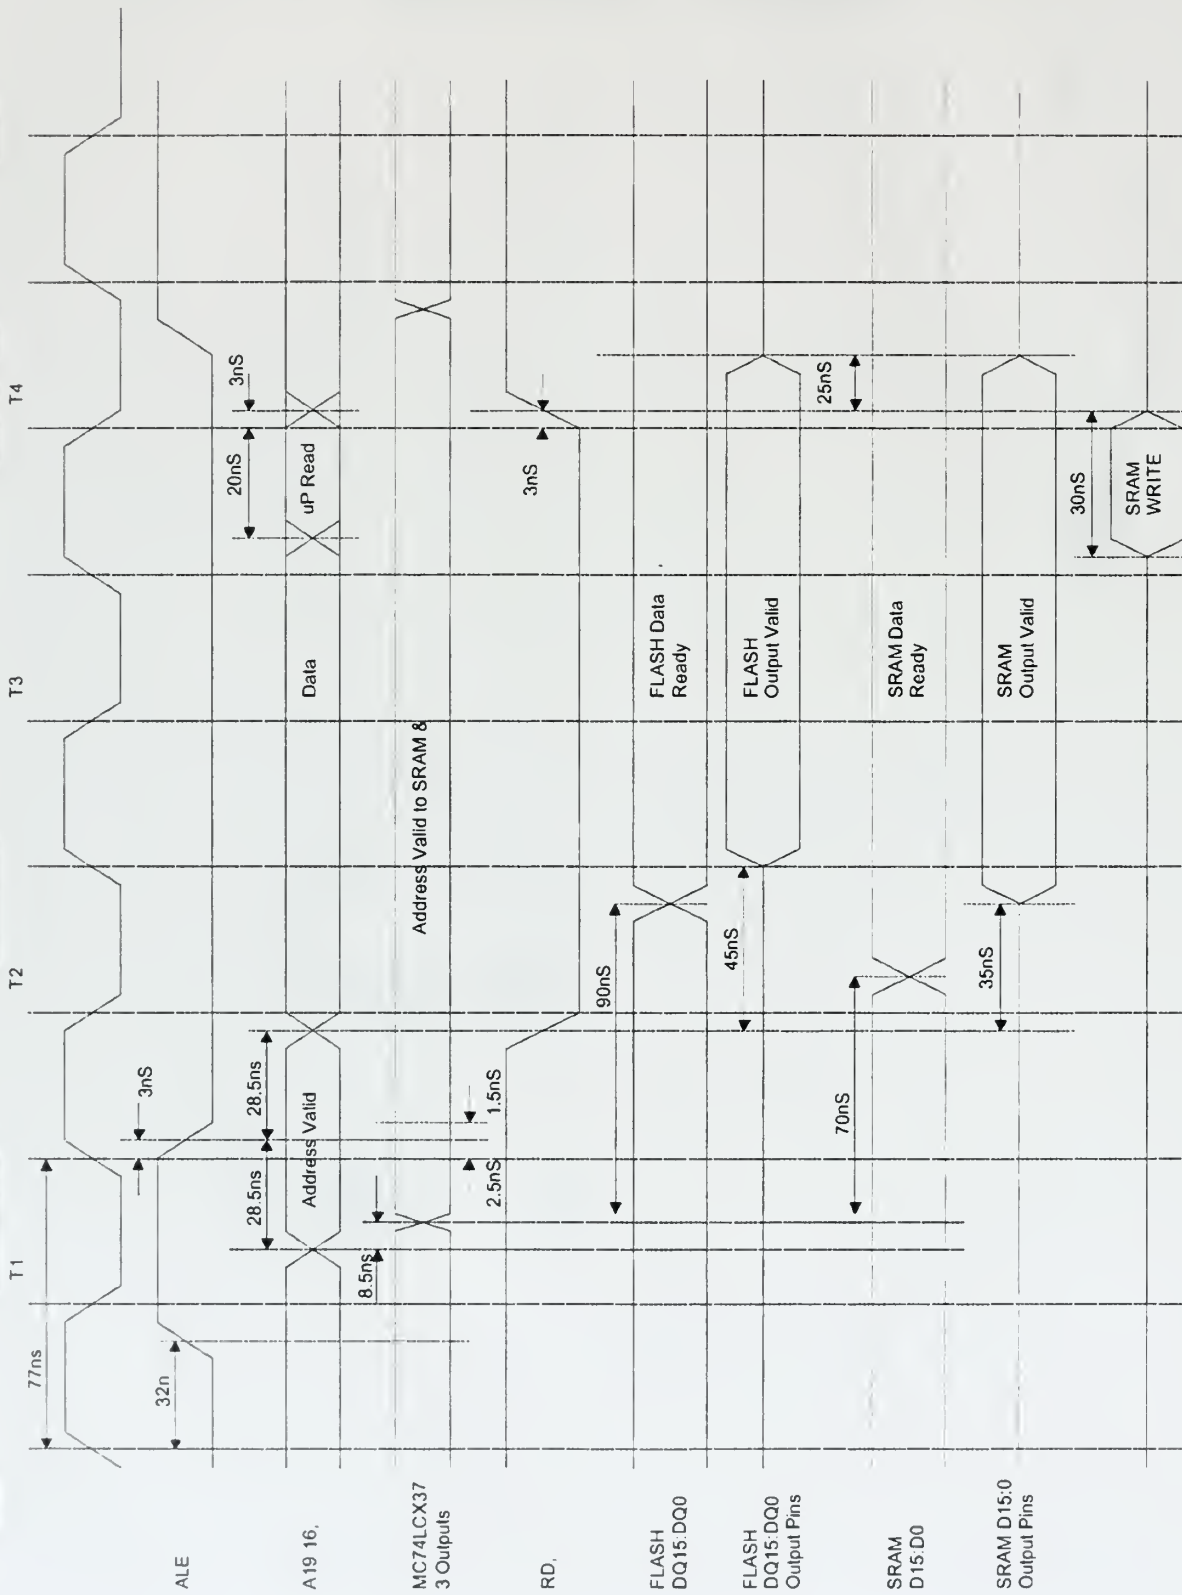 T1
T2
T3
T4
77ns
32n
3nS
ALE
28.5ns
28.5ns
20nS
3nS
A19 16,
Address Valid
Data
uP Read
8.5ns
MC74LCX37
3 Outputs
Address Valid to SRAM &
2.5nS
1.5nS
RD,
3nS
90nS
FLASH
DQ15:DQ0
FLASH Data
Ready
45nS
FLASH
DQ15:DQ0
Output Pins
FLASH
Output Valid
25nS
70nS
SRAM
D15:D0
SRAM Data
Ready
35nS
SRAM D15:0
Output Pins
SRAM
Output Valid
30nS
SRAM
WRITE